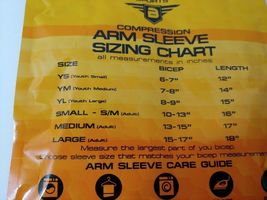 SPORTS
COMPRESSION
ARM SLEEVE
SIZING CHART
all measurements in inches
SIZE BICEP LENGTH
YS (Youth Small) 6-7" 12"
YM (Youth Medium) 7-8" 14"
YL (Youth Large) 8-9" 15"
SMALL - S/M (Adult) 10-13" 16"
MEDIUM (Adult) 13-15" 17"
LARGE (Adult) 15-17" 18"
Measure the largest part of you bicep.
choose sleeve size that matches your bicep measurement
ARM SLEEVE CARE GUIDE